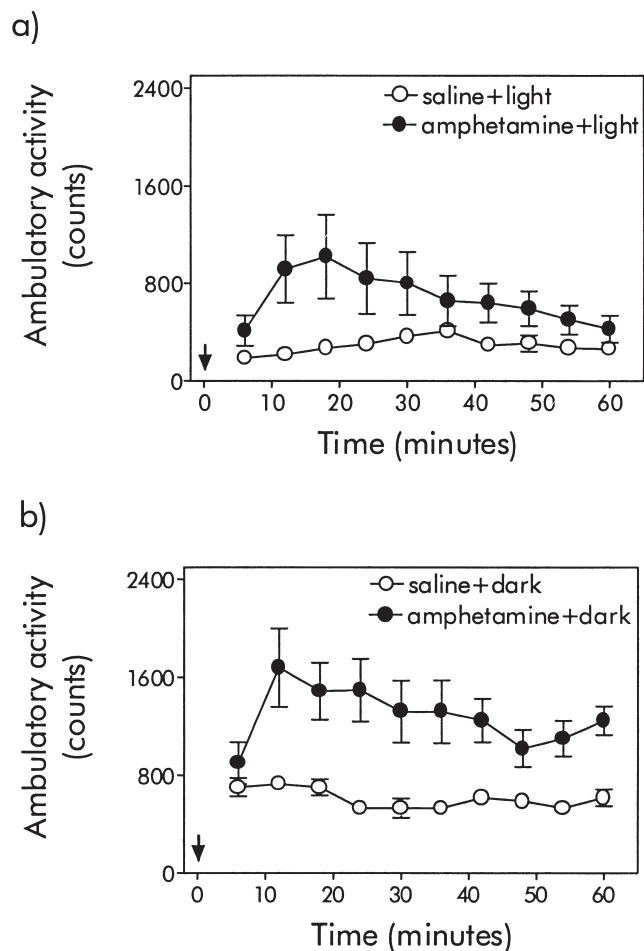 a)
Ambulatory activity
(counts)
2400
1600
800
0
saline+light
amphetamine+light
0 10 20 30 40 50 60
Time (minutes)
b)
Ambulatory activity
(counts)
2400
1600
800
0
saline+dark
amphetamine+dark
0 10 20 30 40 50 60
Time (minutes)